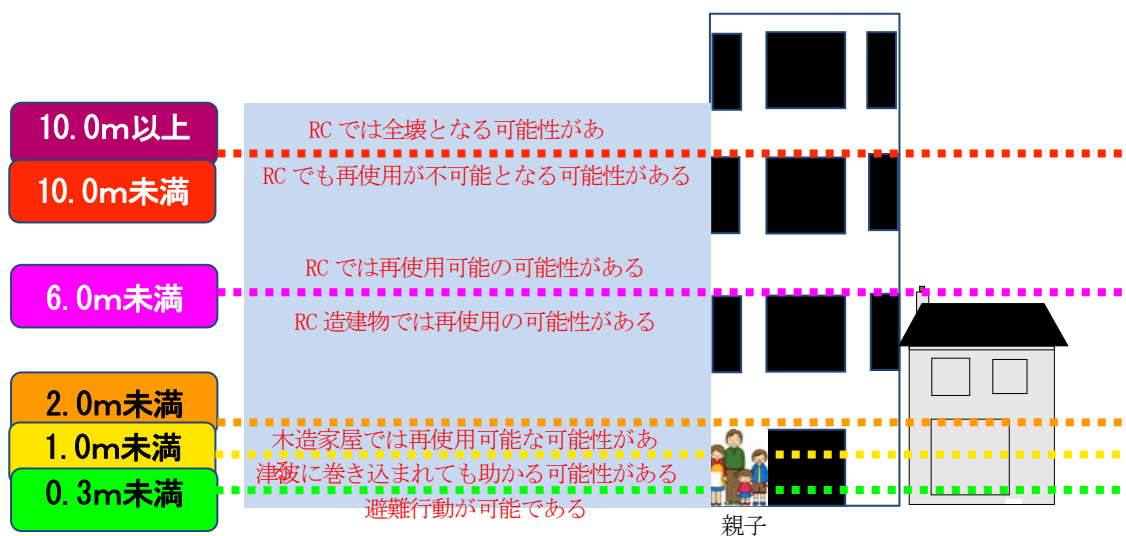 10.0m以上
RCでは全壊となる可能性があ
10.0m未満
RCでも再使用が不可能となる可能性がある
RCでは再使用可能の可能性がある
6.0m未満
RC造建物では再使用の可能性がある
2.0m未満
木造家屋では再使用可能な可能性があ
1.0m未満
津波に巻き込まれても助かる可能性がある
0.3m未満
避難行動が可能である
親子